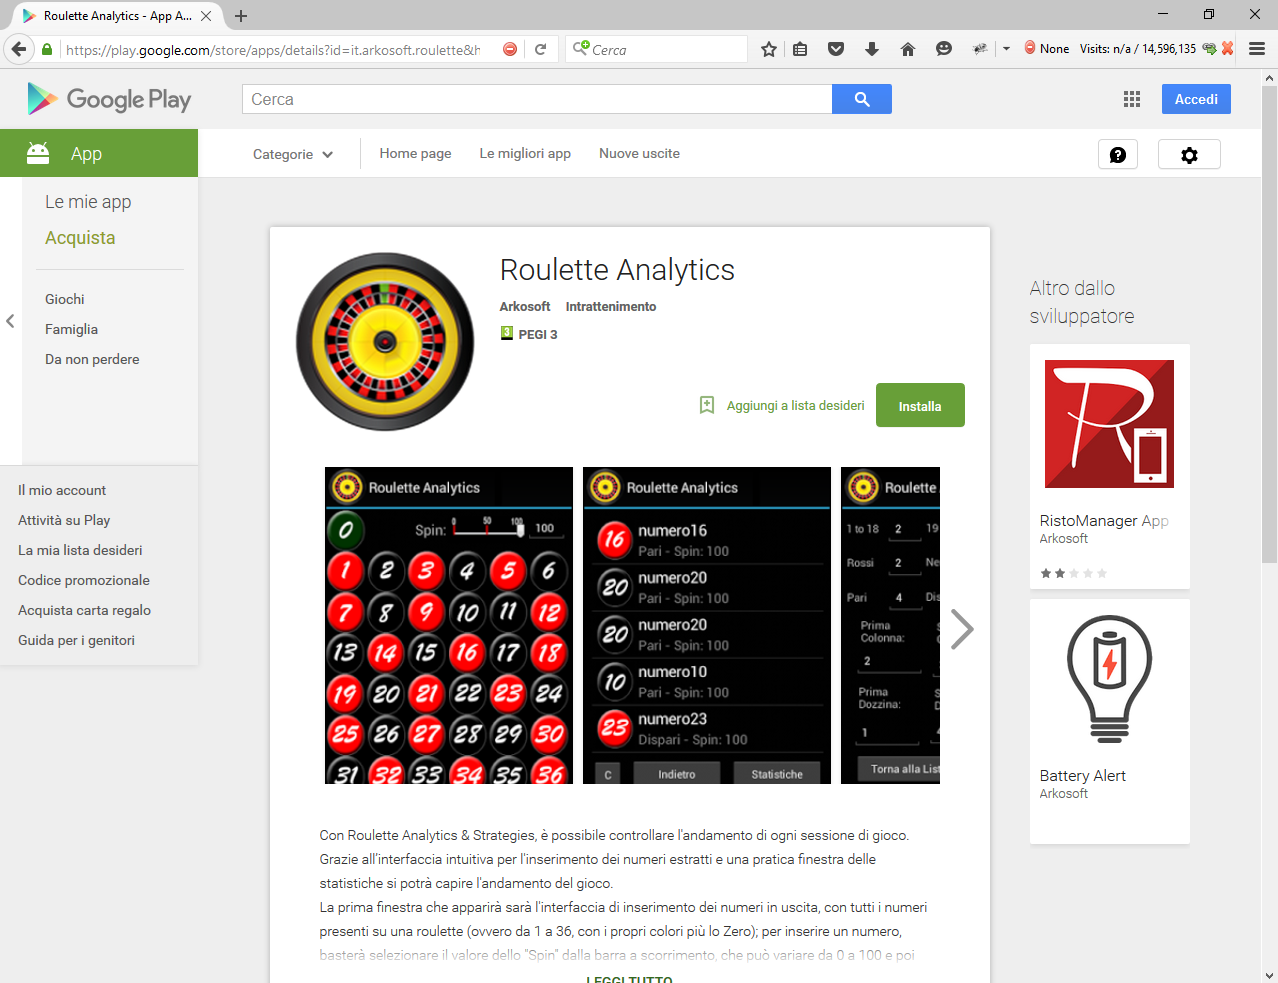 Roulette Analytics - App A...
https://play.google.com/store/apps/details?id=it.arkosoft.roulette&h
Cerca
None
Visits: n/a / 14,596,135
Google Play
Cerca
Accedi
App
Categorie
Home page
Le migliori app
Nuove uscite
Le mie app
Acquista
Giochi
Famiglia
Da non perdere
Il mio account
Attività su Play
La mia lista desideri
Codice promozionale
Acquista carta regalo
Guida per i genitori
Roulette Analytics
Arkosoft Intrattenimento
3 PEGI 3
Aggiungi a lista desideri
Installa
Roulette Analytics
0 Spin: 0 50 100 100
1 2 3 4 5 6
7 8 9 10 11 12
13 14 15 16 17 18
19 20 21 22 23 24
25 26 27 28 29 30
31 32 33 34 35 36
Roulette Analytics
16 numero16
Pari - Spin: 100
20 numero20
Pari - Spin: 100
20 numero20
Pari - Spin: 100
10 numero10
Pari - Spin: 100
23 numero23
Dispari - Spin: 100
C Indietro Statistiche
Roulette
1 to 18 2 19
Rossi 2 Ne
Pari 4 Dis
Prima
Colonna:
2
Prima
Dozzina:
1
Torna alla List
Con Roulette Analytics & Strategies, è possibile controllare l'andamento di ogni sessione di gioco.
Grazie all'interfaccia intuitiva per l'inserimento dei numeri estratti e una pratica finestra delle
statistiche si potrà capire l'andamento del gioco.
La prima finestra che apparirà sarà l'interfaccia di inserimento dei numeri in uscita, con tutti i numeri
presenti su una roulette (ovvero da 1 a 36, con i propri colori più lo Zero); per inserire un numero,
basterà selezionare il valore dello "Spin" dalla barra a scorrimento, che può variare da 0 a 100 e poi
LEGGI TUTTO
Altro dallo
sviluppatore
R
RistoManager App
Arkosoft
Battery Alert
Arkosoft